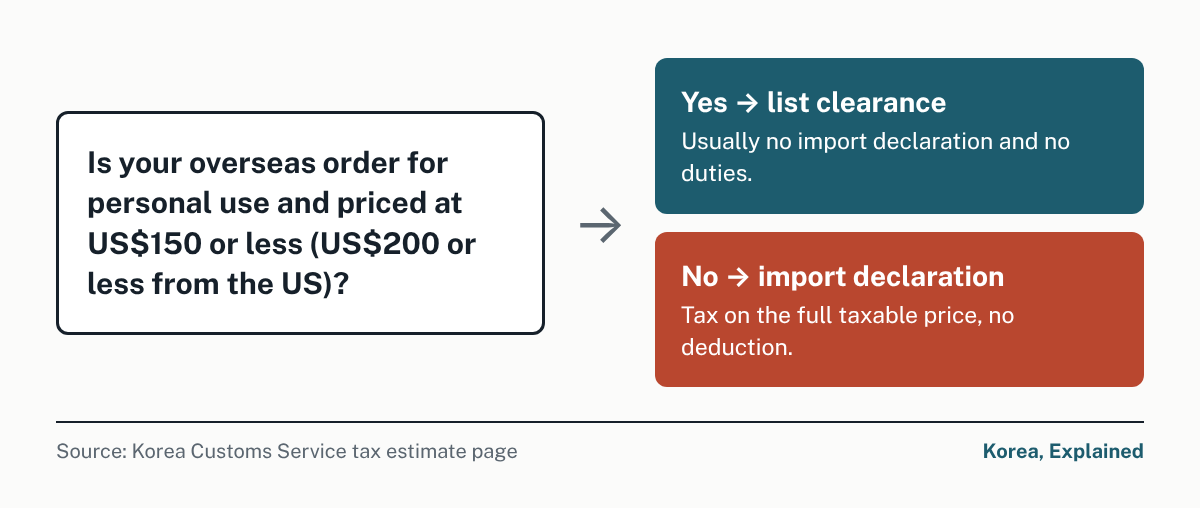 Is your overseas order for
personal use and priced at
US$150 or less (US$200 or
less from the US)?
→
Yes → list clearance
Usually no import declaration and no
duties.
No → import declaration
Tax on the full taxable price, no
deduction.
Source: Korea Customs Service tax estimate page
Korea, Explained